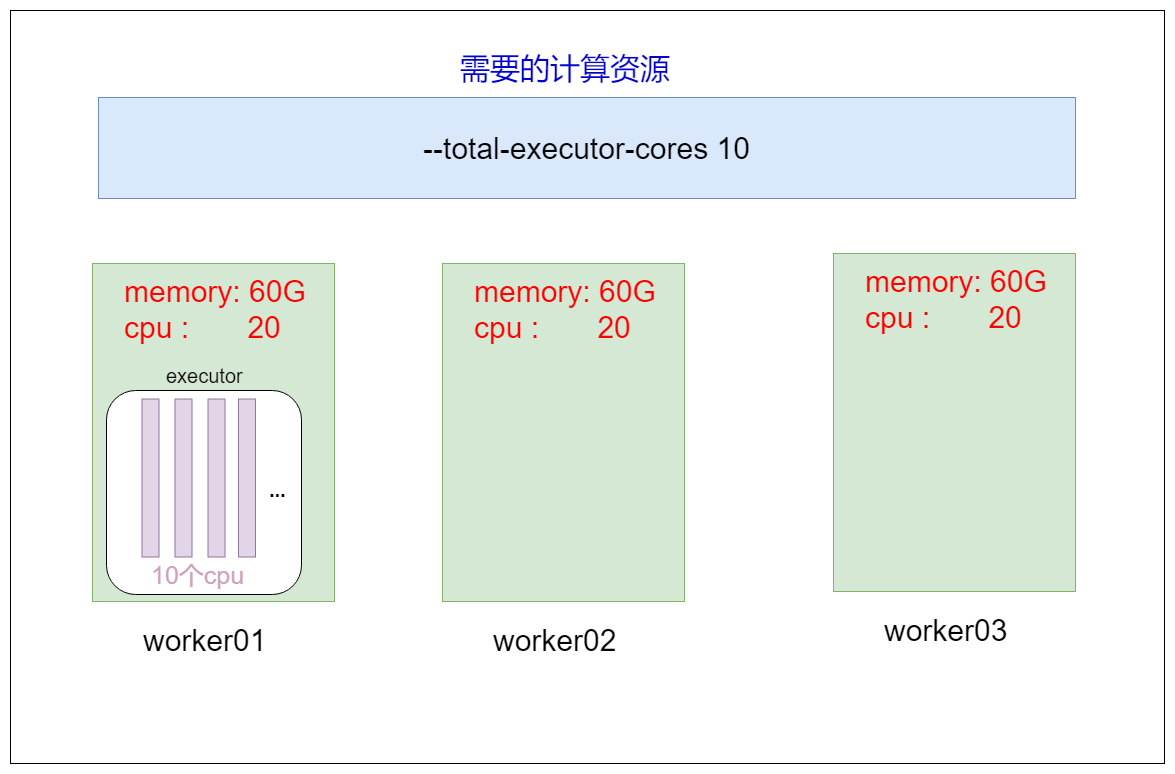 需要的计算资源
--total-executor-cores 10
memory: 60G
cpu : 20
executor
...
10个cpu
worker01
memory: 60G
cpu : 20
worker02
memory: 60G
cpu : 20
worker03